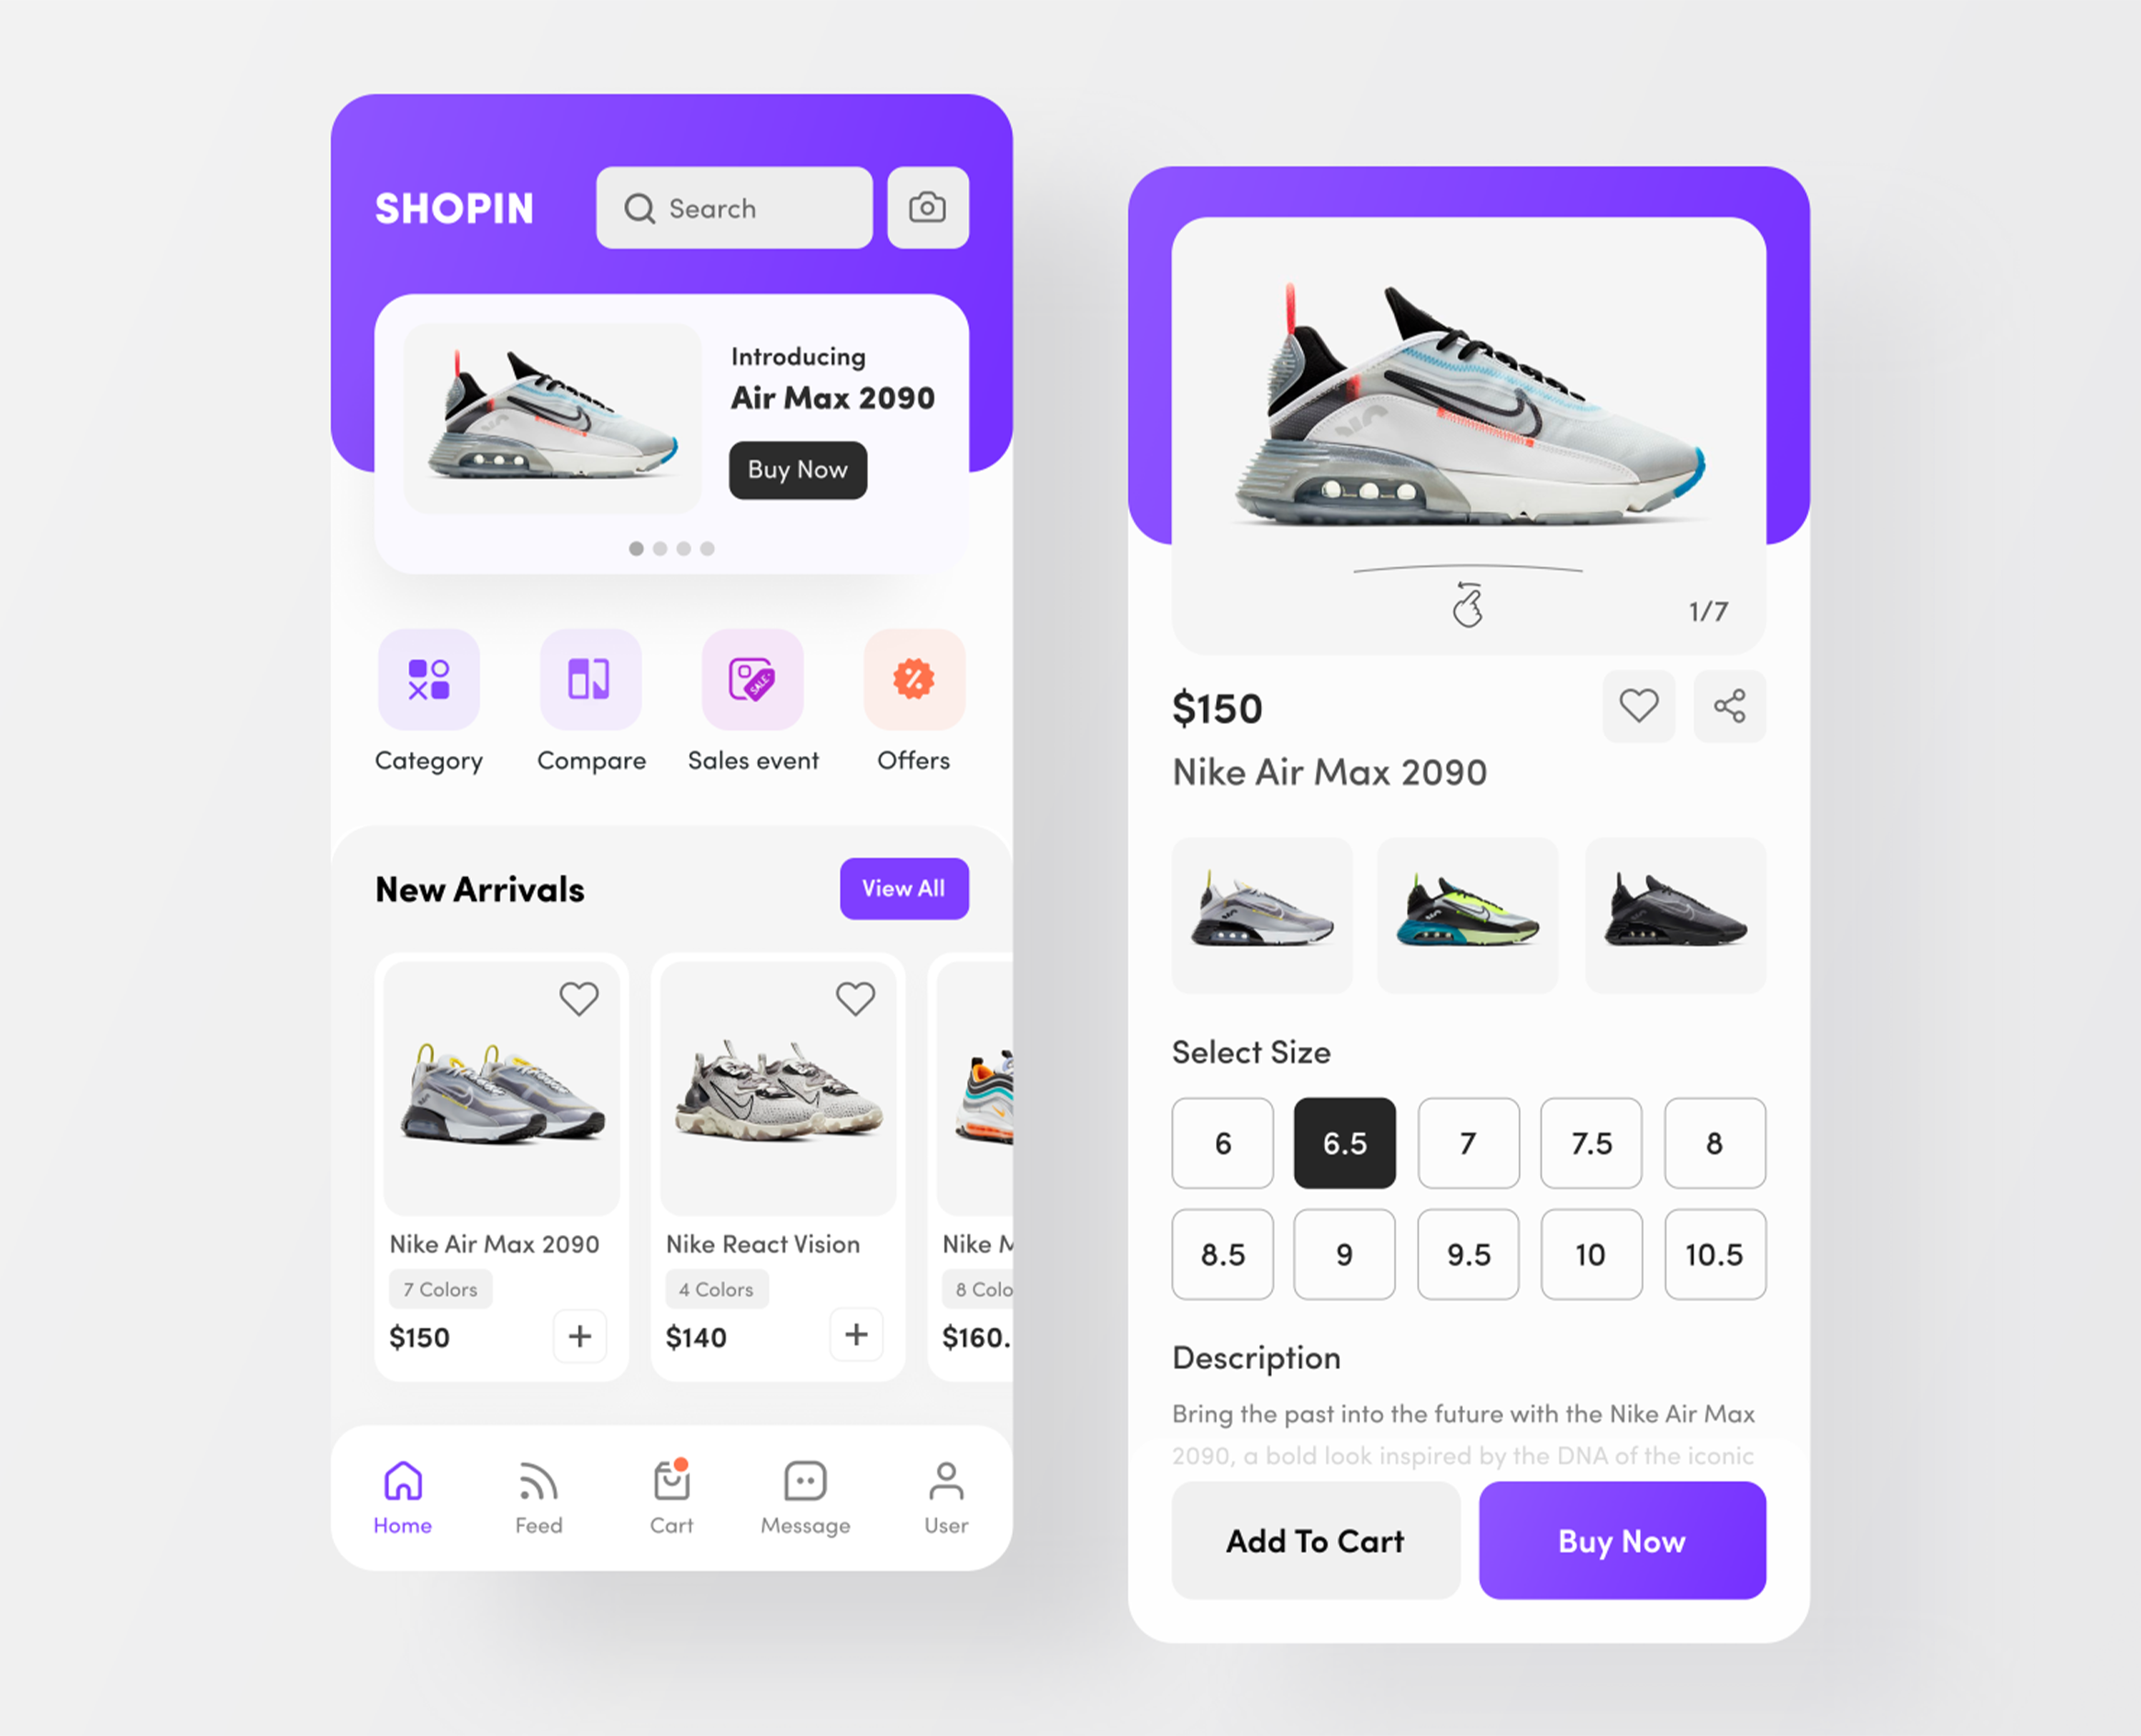 SHOPIN
Search
Introducing
Air Max 2090
Buy Now
SALE
Category
Compare
Sales event
Offers
New Arrivals
View All
Nike Air Max 2090
7 Colors
$150
Nike React Vision
4 Colors
$140
Nike M
8 Colo
$160.
Home
Feed
Cart
Message
User
1/7
$150
Nike Air Max 2090
Select Size
6 6.5 7 7.5 8
8.5 9 9.5 10 10.5
Description
Bring the past into the future with the Nike Air Max
2090, a bold look inspired by the DNA of the iconic
Add To Cart
Buy Now